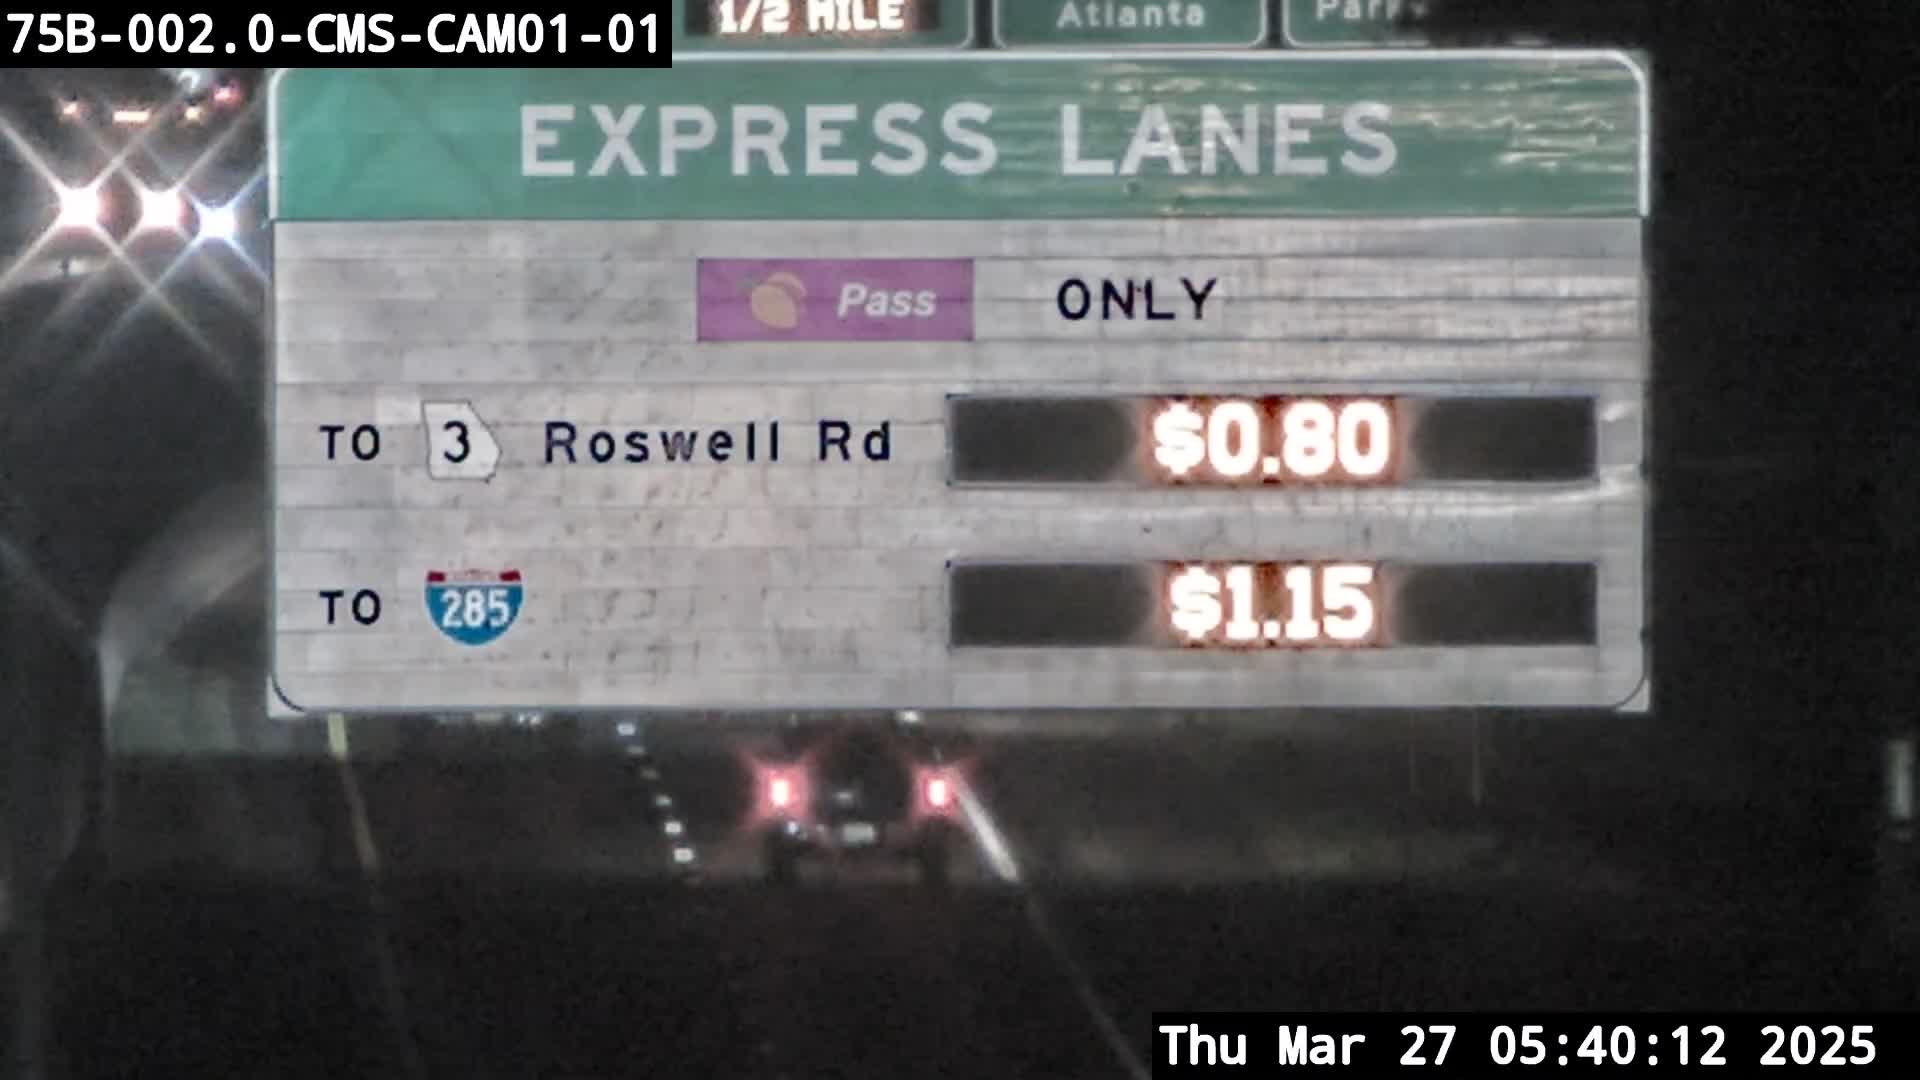 75B-002.0-CMS-CAM01-01
1/2 MILE
Atlanta
EXPRESS LANES
Pass ONLY
TO 3 Roswell Rd $0.80
TO 285 $1.15
Thu Mar 27 05:40:12 2025